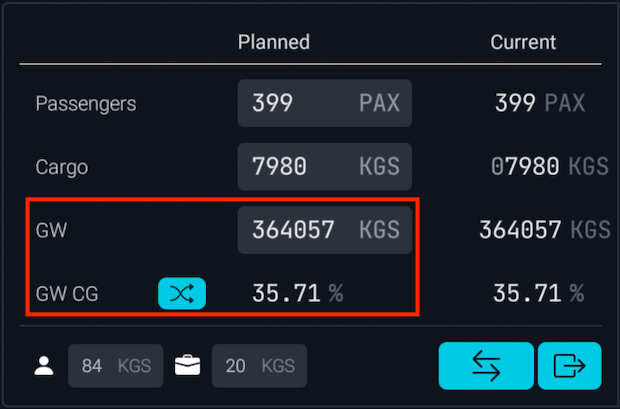 Planned Current
Passengers 399 PAX 399 PAX
Cargo 7980 KGS 07980 KGS
GW 364057 KGS 364057 KGS
GW CG 35.71 % 35.71 %
84 KGS 20 KGS